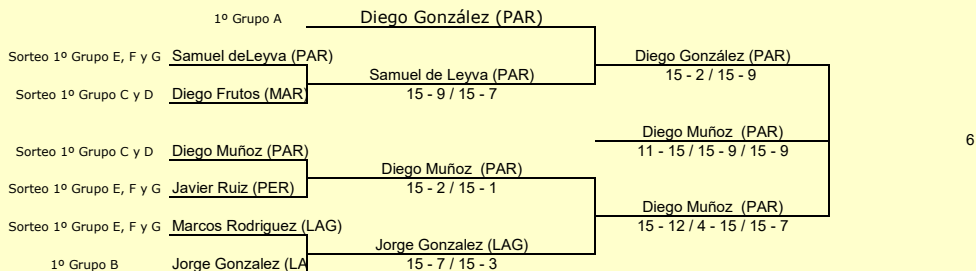 1º Grupo A Diego González (PAR)
Sorteo 1º Grupo E, F y G Samuel deLeyva (PAR) Diego González (PAR)
Samuel de Leyva (PAR) 15 - 2 / 15 - 9
Sorteo 1º Grupo C y D Diego Frutos (MAR) 15 - 9 / 15 - 7
Diego Muñoz (PAR) 6
Sorteo 1º Grupo C y D Diego Muñoz (PAR) 11 - 15 / 15 - 9 / 15 - 9
Diego Muñoz (PAR)
Sorteo 1º Grupo E, F y G Javier Ruiz (PER) 15 - 2 / 15 - 1
Diego Muñoz (PAR)
Sorteo 1º Grupo E, F y G Marcos Rodriguez (LAG) 15 - 12 / 4 - 15 / 15 - 7
Jorge Gonzalez (LAG)
1º Grupo B Jorge Gonzalez (LA 15 - 7 / 15 - 3